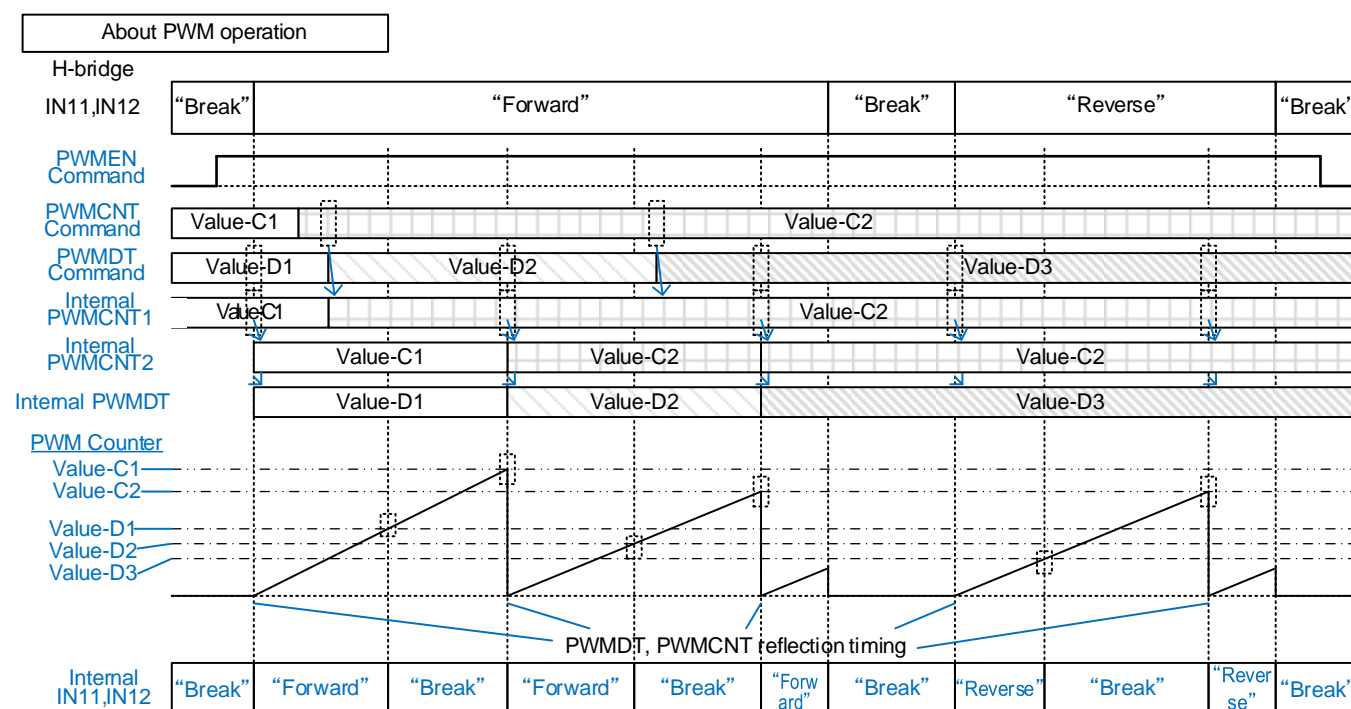 About PWM operation
H-bridge
IN11,IN12
“Break”
“Forward”
“Break”
“Reverse”
“Break”
PWMEN
Command
PWMCNT
Command
Value-C1
Value-C2
PWMDT
Command
Value-D1
Value-D2
Value-D3
Internal
PWMCNT1
Value-C1
Value-C2
Internal
PWMCNT2
Value-C1
Value-C2
Value-C2
Internal PWMDT
Value-D1
Value-D2
Value-D3
PWM Counter
Value-C1
Value-C2
Value-D1
Value-D2
Value-D3
PWMDT, PWMCNT reflection timing
Internal
IN11,IN12
“Break”
“Forward”
“Break”
“Forward”
“Break”
“Forw
ard”
“Break”
“Reverse”
“Break”
“Rever
se”
“Break”